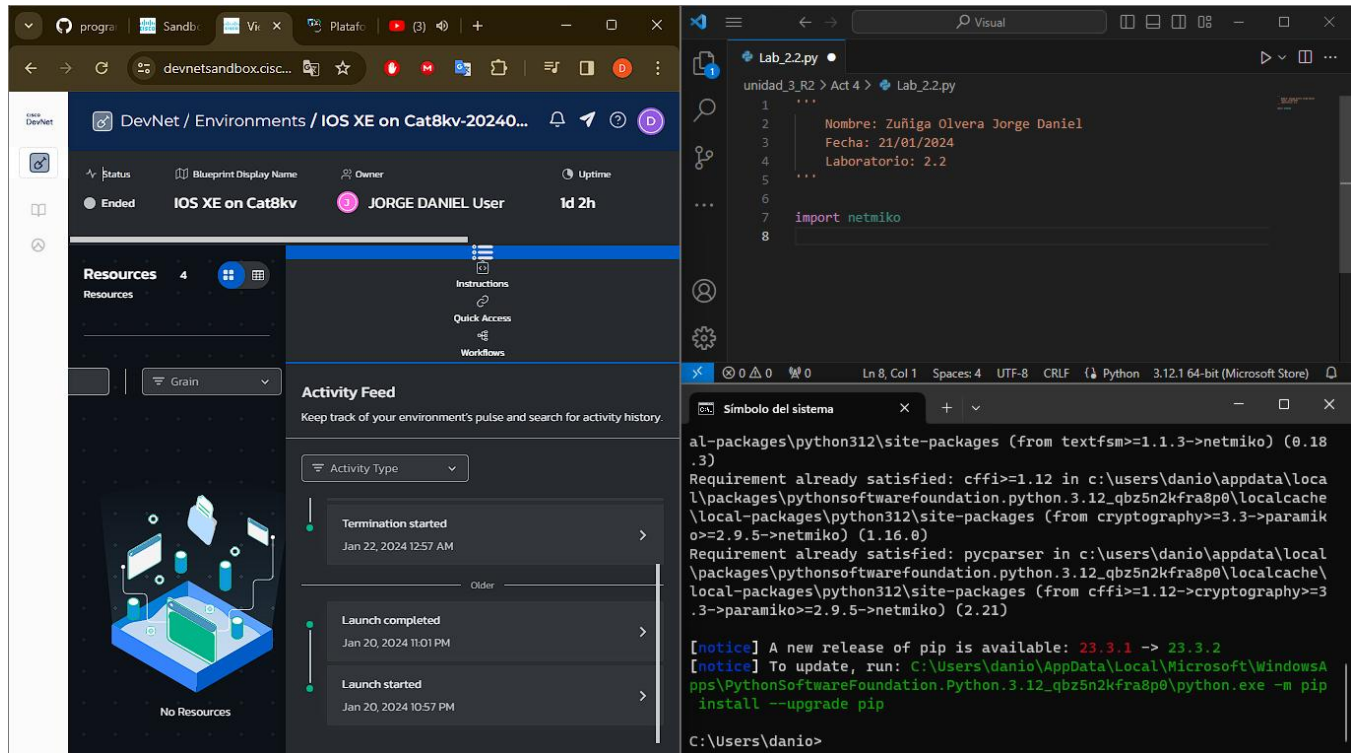 progra
Sandb
Vi
Platafo
(3)
devnetsandbox.cisc...
D
CISCO
DevNet
DevNet / Environments / IOS XE on Cat8kv-20240...
D
Status
Blueprint Display Name
Owner
Uptime
Ended
IOS XE on Cat8kv
J
JORGE DANIEL User
1d 2h
Resources 4
Resources
Instructions
Quick Access
Workflows
Grain
Activity Feed
Keep track of your environment's pulse and search for activity history.
Activity Type
Termination started
Jan 22, 2024 12:57 AM
Older
Launch completed
Jan 20, 2024 11:01 PM
Launch started
Jan 20, 2024 10:57 PM
No Resources
Visual
1
Lab_2.2.py
unidad_3_R2 > Act 4 > Lab_2.2.py
1 '''
2 Nombre: Zuñiga Olvera Jorge Daniel
3 Fecha: 21/01/2024
4 Laboratorio: 2.2
5 '''
6
7 import netmiko
8
0 0 0 Ln 8, Col 1 Spaces: 4 UTF-8 CRLF Python 3.12.1 64-bit (Microsoft Store)
Símbolo del sistema
al-packages\python312\site-packages (from textfsm>=1.1.3->netmiko) (0.18
.3)
Requirement already satisfied: cffi>=1.12 in c:\users\danio\appdata\loca
l\packages\pythonsoftwarefoundation.python.3.12_qbz5n2kfra8p0\localcache
\local-packages\python312\site-packages (from cryptography>=3.3->paramik
o>=2.9.5->netmiko) (1.16.0)
Requirement already satisfied: pycparser in c:\users\danio\appdata\local
\packages\pythonsoftwarefoundation.python.3.12_qbz5n2kfra8p0\localcache\
local-packages\python312\site-packages (from cffi>=1.12->cryptography>=3
.3->paramiko>=2.9.5->netmiko) (2.21)
[notice] A new release of pip is available: 23.3.1 -> 23.3.2
[notice] To update, run: C:\Users\danio\AppData\Local\Microsoft\WindowsA
pps\PythonSoftwareFoundation.Python.3.12_qbz5n2kfra8p0\python.exe -m pip
install --upgrade pip
C:\Users\danio>